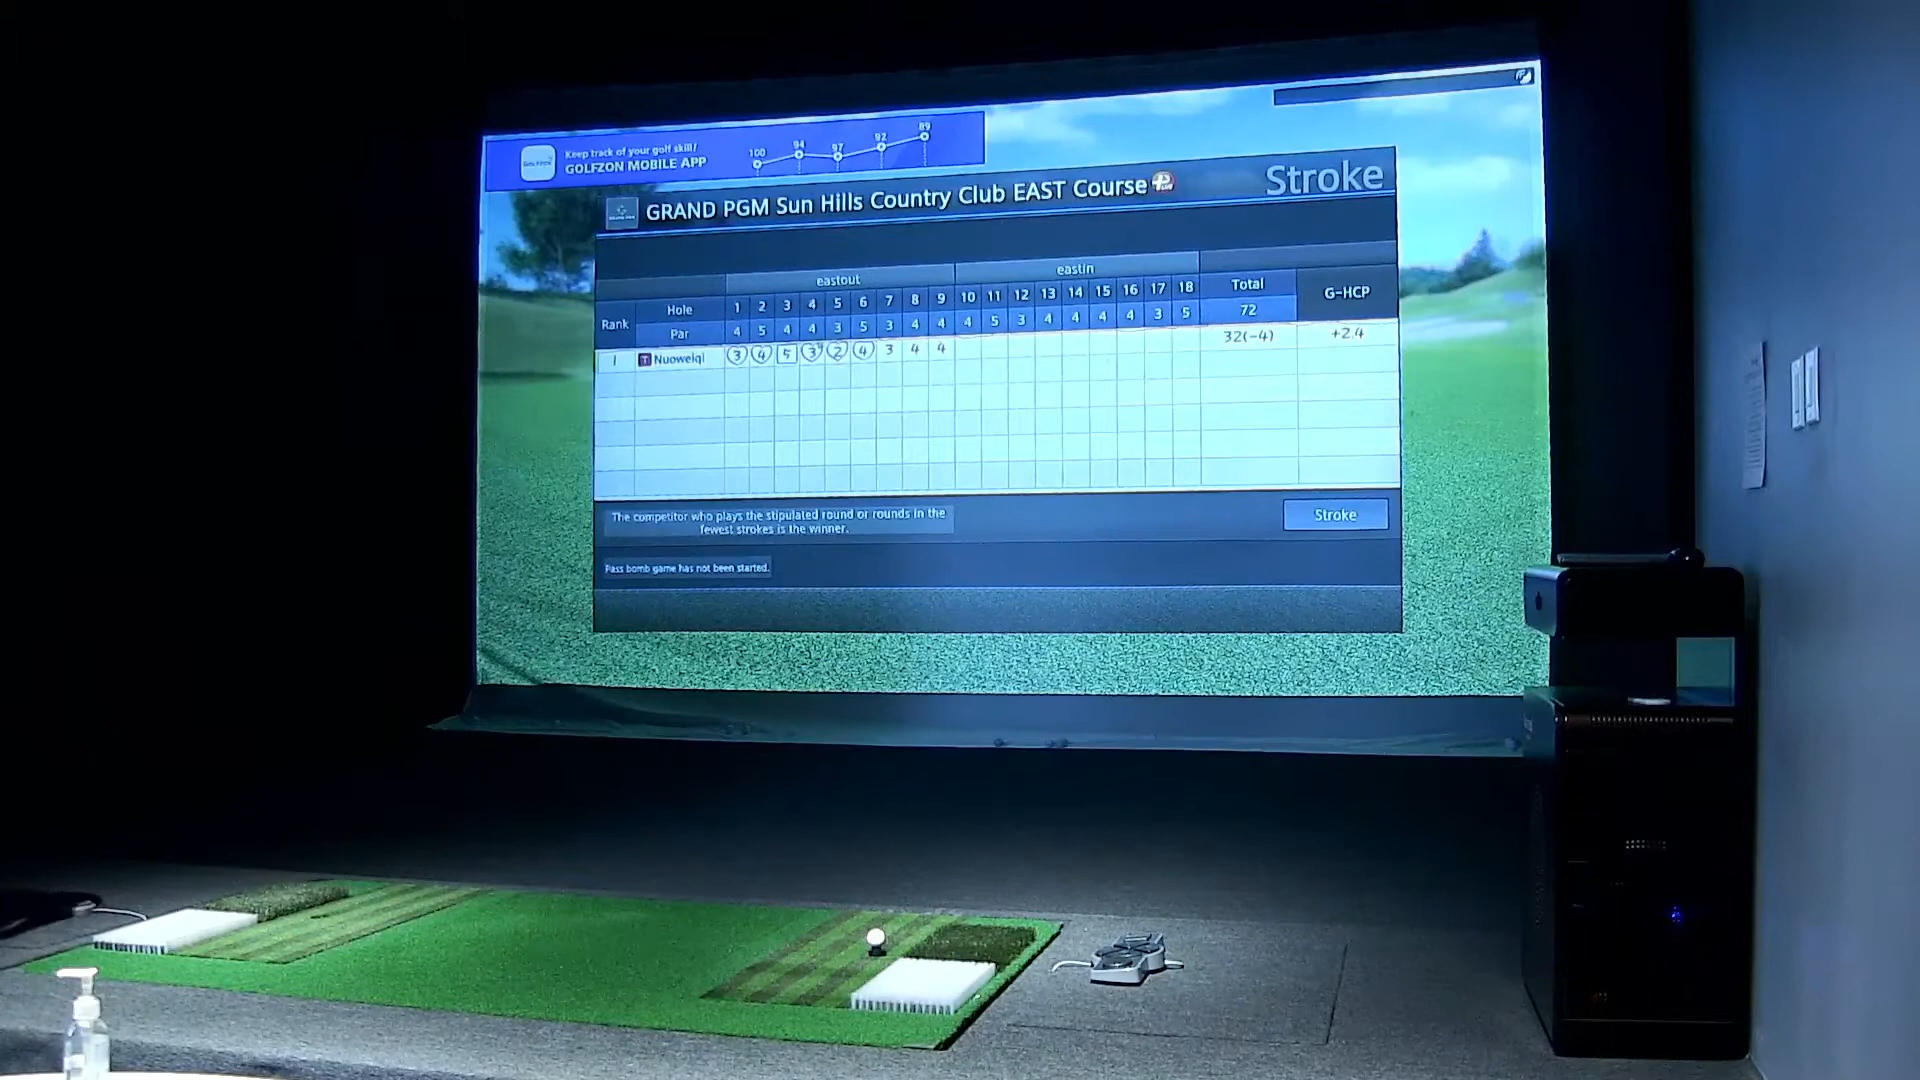 Keep track of your golf skill!
GOLFZON MOBILE APP
100 94 97 92 89
GRAND PGM Sun Hills Country Club EAST Course
Stroke
eastout eastin
Rank Hole 1 2 3 4 5 6 7 8 9 10 11 12 13 14 15 16 17 18 Total G-HCP
Par 4 5 4 4 3 5 3 4 4 4 5 3 4 4 4 4 3 5 72
1 T Nuoweiqi 3 4 5 3 2 4 3 4 4 32(-4) +2.4
The competitor who plays the stipulated round or rounds in the
fewest strokes is the winner.
Stroke
Pass bomb game has not been started.